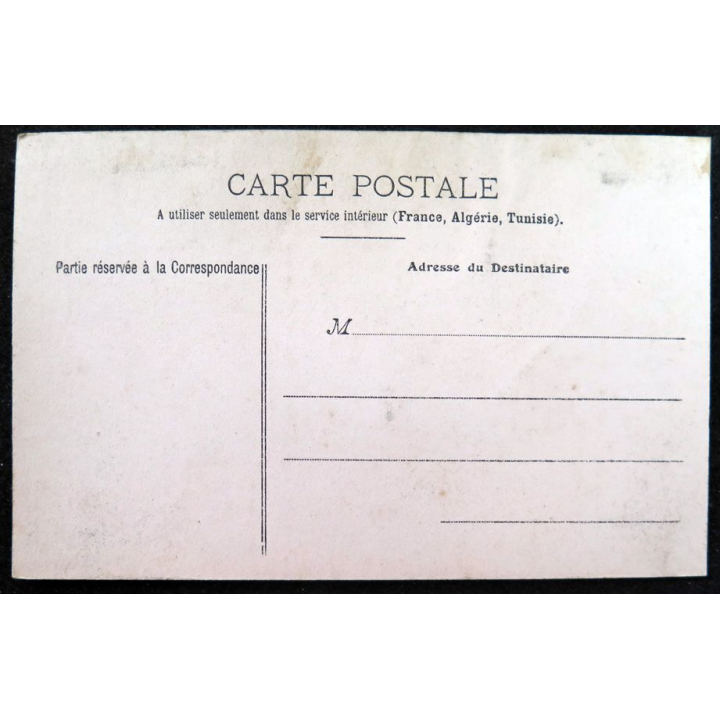 CARTE POSTALE
A utiliser seulement dans le service intérieur (France, Algérie, Tunisie).
Partie réservée à la Correspondance
Adresse du Destinataire
M